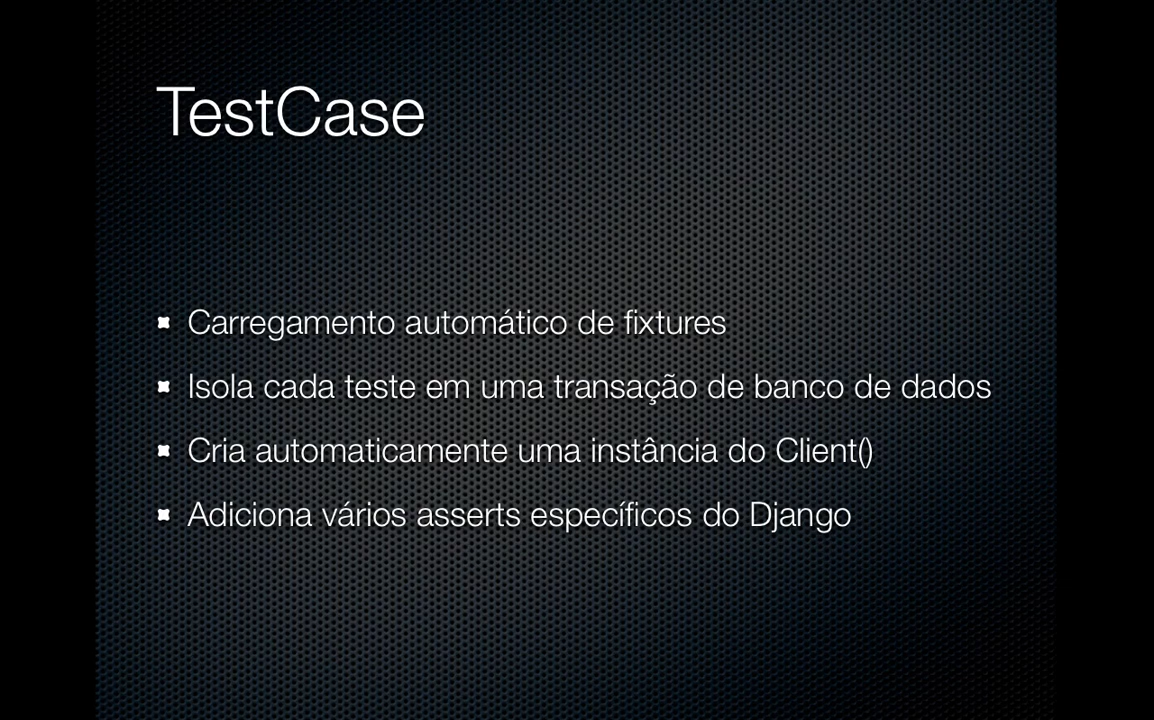 TestCase
Carregamento automático de fixtures
Isola cada teste em uma transação de banco de dados
Cria automaticamente uma instância do Client()
Adiciona vários asserts específicos do Django